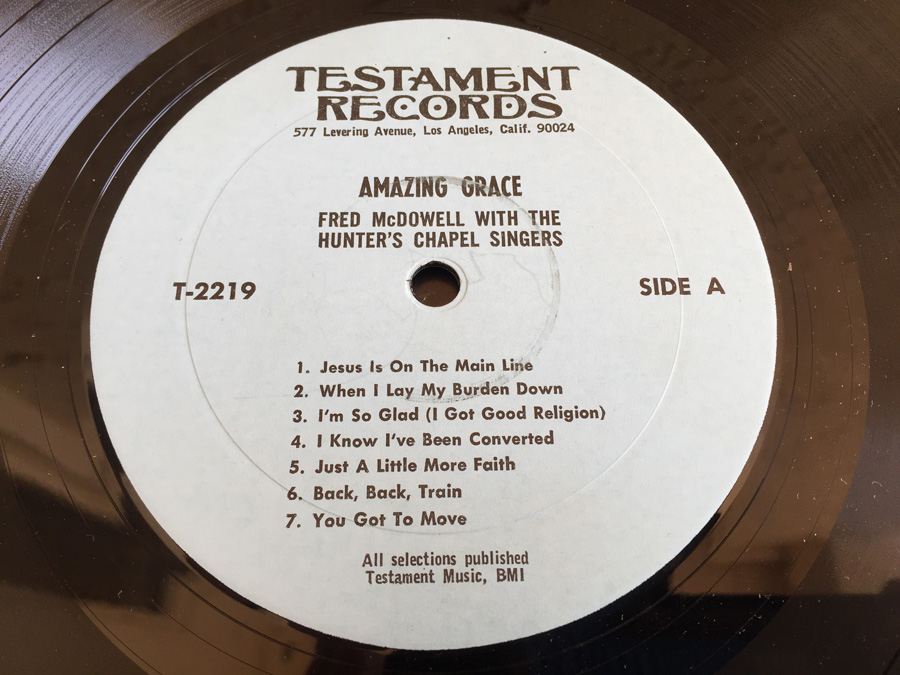 TESTAMENT
RECORDS
577 Levering Avenue, Los Angeles, Calif. 90024
AMAZING GRACE
FRED McDOWELL WITH THE
HUNTER'S CHAPEL SINGERS
T-2219 SIDE A
1. Jesus Is On The Main Line
2. When I Lay My Burden Down
3. I'm So Glad (I Got Good Religion)
4. I Know I've Been Converted
5. Just A Little More Faith
6. Back, Back, Train
7. You Got To Move
All selections published
Testament Music, BMI